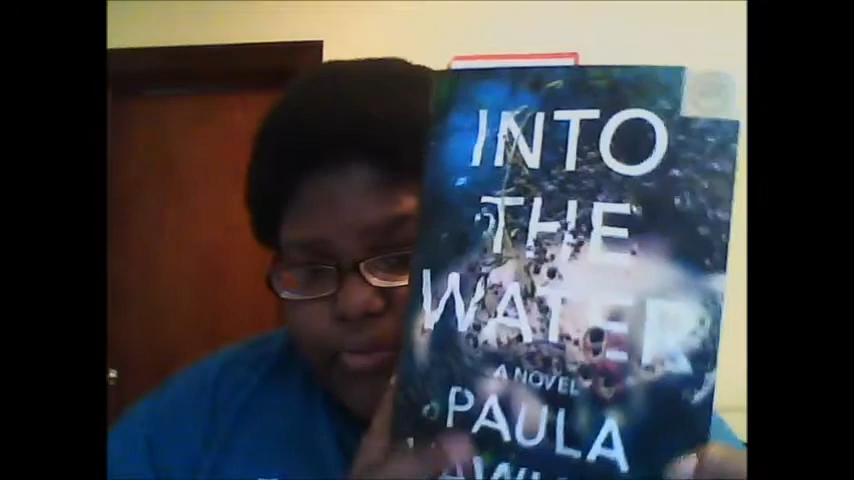 INTO
THE
WATER
A NOVEL
PAULA